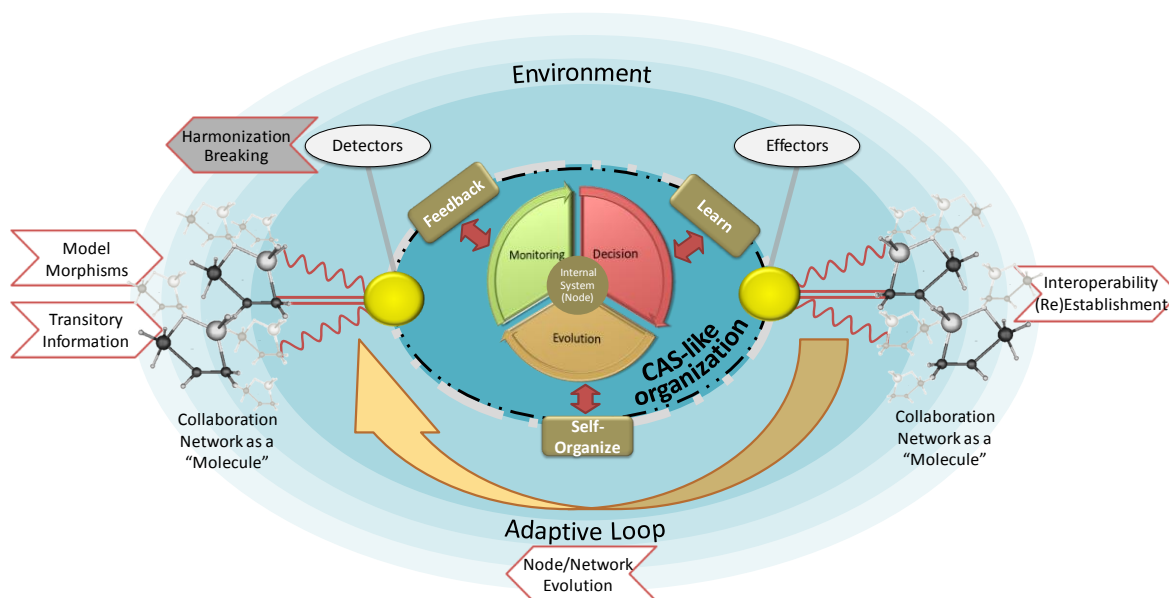 Environment
Harmonization
Breaking
Detectors
Effectors
Feedback
Learn
Monitoring
Decision
Internal
System
(Node)
Evolution
Model
Morphisms
Transitory
Information
Interoperability
(Re)Establishment
CAS-like
organization
Self-
Organize
Collaboration
Network as a
“Molecule”
Collaboration
Network as a
“Molecule”
Adaptive Loop
Node/Network
Evolution